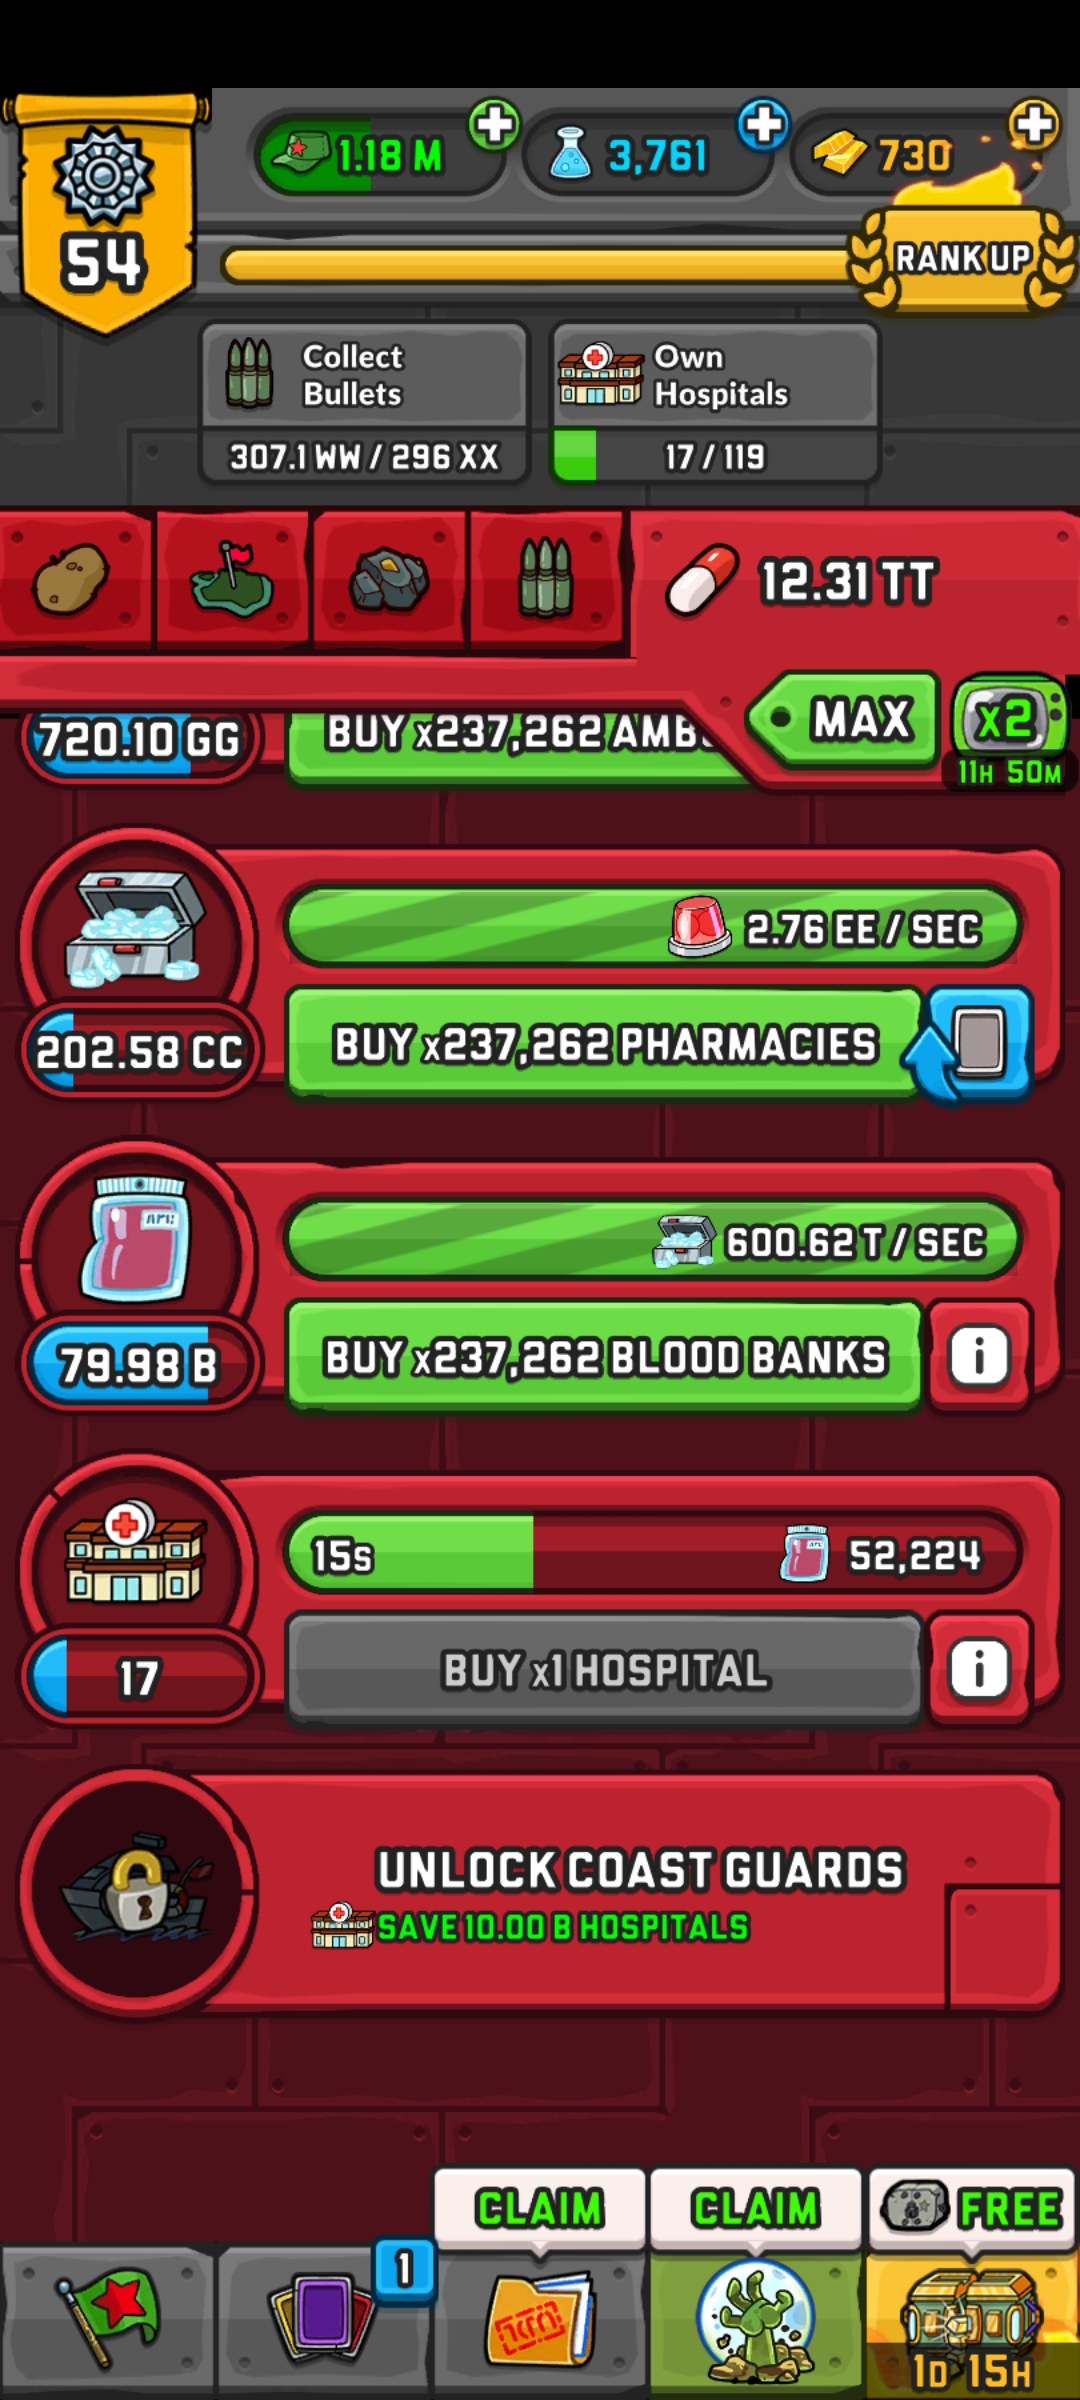 54
1.18 M
3,761
730
RANK UP
Collect
Bullets
307.1 WW / 296 XX
Own
Hospitals
17 / 119
12.31 TT
MAX
x2
11H 50M
720.10 GG
BUY x237,262
2.76 EE / SEC
202.58 CC
BUY x237,262 PHARMACIES
600.62 T / SEC
79.98 B
BUY x237,262 BLOOD BANKS
i
15s
52,224
17
BUY x1 HOSPITAL
i
UNLOCK COAST GUARDS
SAVE 10.00 B HOSPITALS
CLAIM
CLAIM
FREE
1
1D 15H